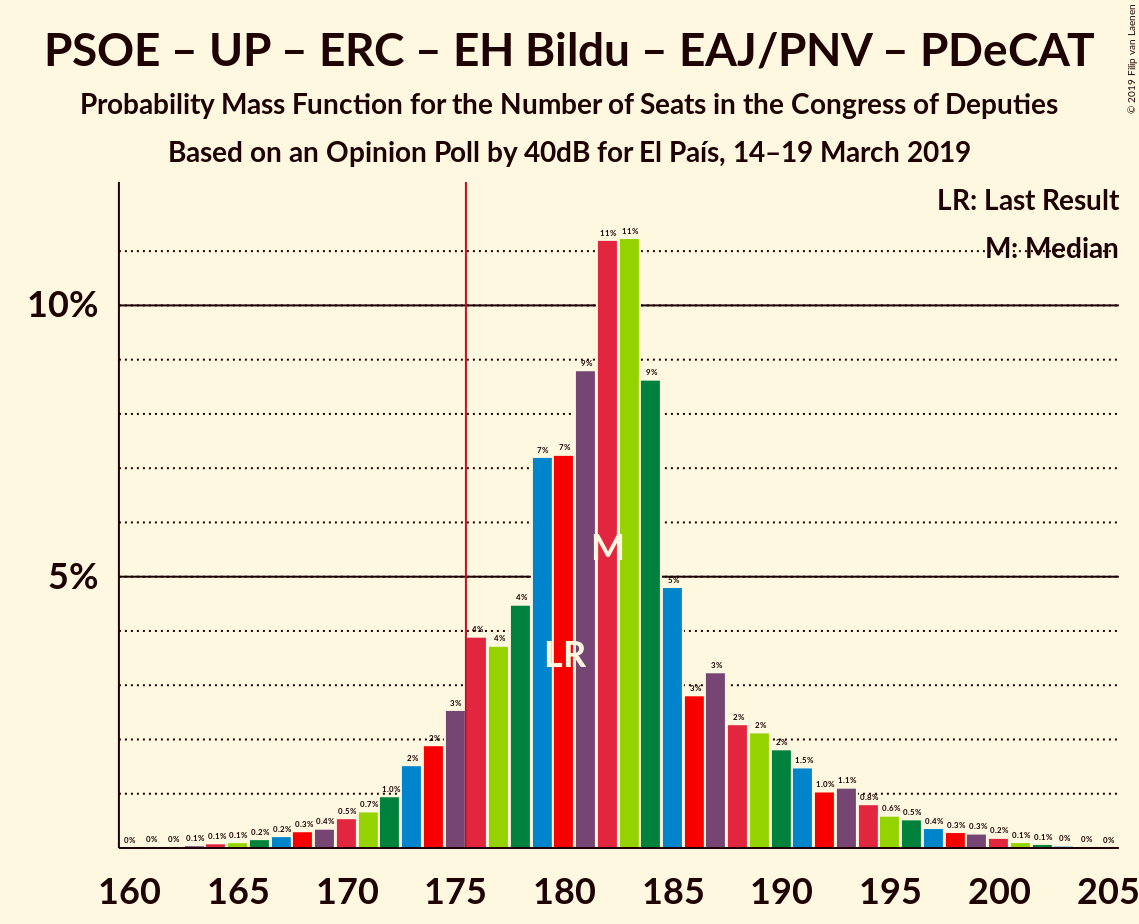 PSOE – UP – ERC – EH Bildu – EAJ/PNV – PDeCAT
Probability Mass Function for the Number of Seats in the Congress of Deputies
Based on an Opinion Poll by 40dB for El País, 14–19 March 2019
© 2019 Filip van Laenen
LR: Last Result
M: Median
10%
5%
0% 0% 0% 0.1% 0.1% 0.1% 0.2% 0.2% 0.3% 0.4% 0.5% 0.7% 1.0% 2% 2% 3% 4% 4% 4% 7% 7% 9% 11% 11% 9% 5% 3% 3% 2% 2% 2% 1.5% 1.0% 1.1% 0.8% 0.6% 0.5% 0.4% 0.3% 0.3% 0.2% 0.1% 0.1% 0% 0% 0%
M
LR
160 165 170 175 180 185 190 195 200 205